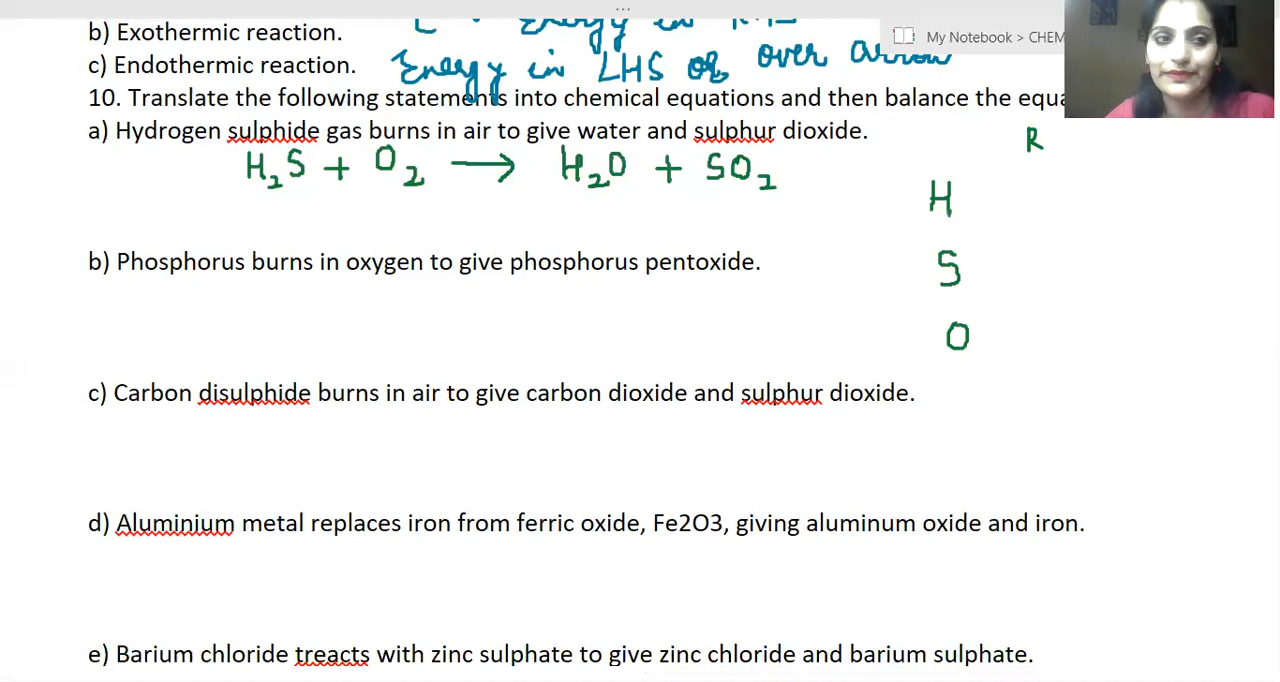 b) Exothermic reaction.
Energy in
c) Endothermic reaction. Energy in LHS or over arrow
My Notebook > CHEM
10. Translate the following statements into chemical equations and then balance the equa
a) Hydrogen sulphide gas burns in air to give water and sulphur dioxide.
R
H₂S + O₂ → H₂O + SO₂
H
b) Phosphorus burns in oxygen to give phosphorus pentoxide.
S
O
c) Carbon disulphide burns in air to give carbon dioxide and sulphur dioxide.
d) Aluminium metal replaces iron from ferric oxide, Fe2O3, giving aluminum oxide and iron.
e) Barium chloride treacts with zinc sulphate to give zinc chloride and barium sulphate.